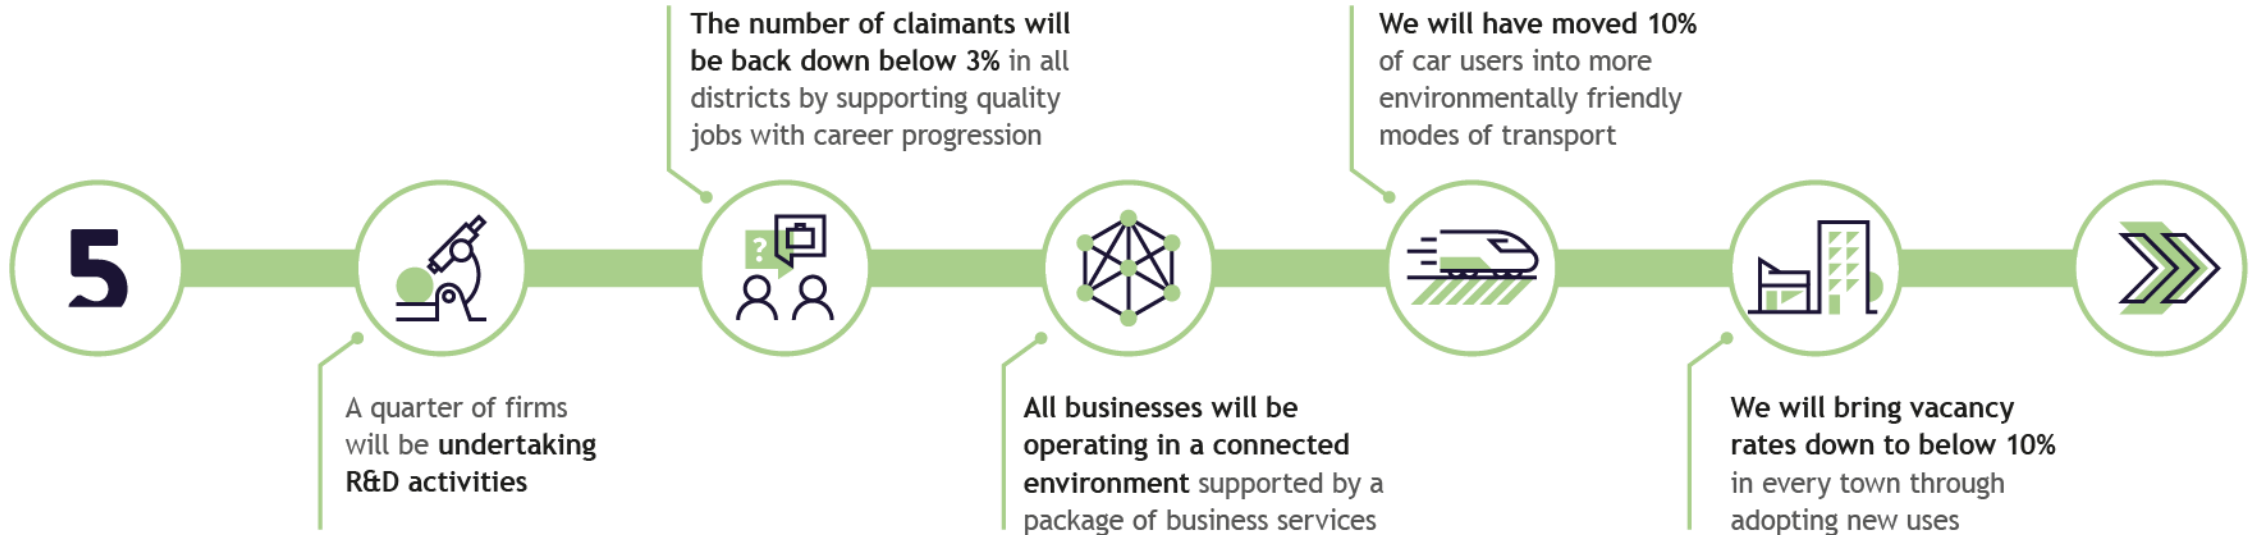 5
A quarter of firms
will be undertaking
R&D activities
The number of claimants will
be back down below 3% in all
districts by supporting quality
jobs with career progression
?
All businesses will be
operating in a connected
environment supported by a
package of business services
We will have moved 10%
of car users into more
environmentally friendly
modes of transport
We will bring vacancy
rates down to below 10%
in every town through
adopting new uses